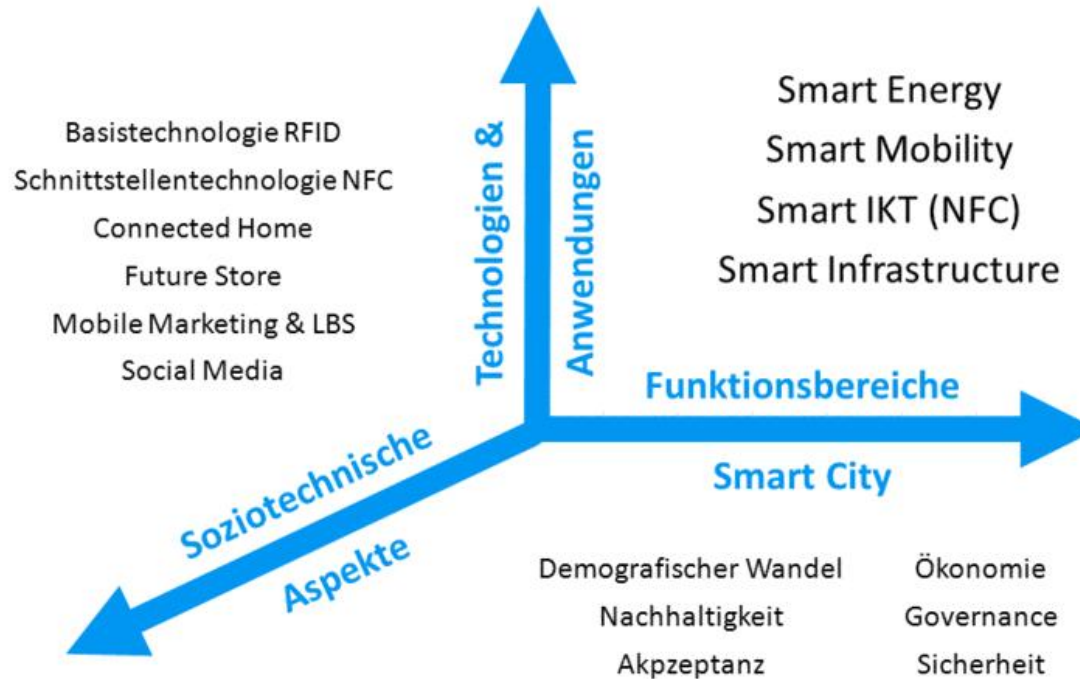 Basistechnologie RFID
Schnittstellentechnologie NFC
Connected Home
Future Store
Mobile Marketing & LBS
Social Media
Technologien &
Anwendungen
Smart Energy
Smart Mobility
Smart IKT (NFC)
Smart Infrastructure
Funktionsbereiche
Smart City
Soziotechnische
Aspekte
Demografischer Wandel
Nachhaltigkeit
Akpzeptanz
Ökonomie
Governance
Sicherheit